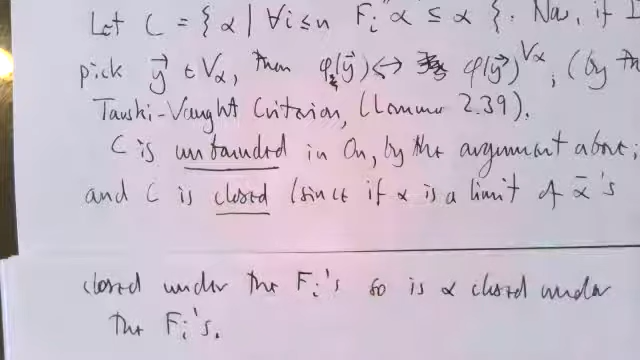 Let C = { α | ∀i≤n F_i"α ⊆ α }. Now, if I
pick y⃗ ∈ V_α, then φ_i(y⃗) ↔ φ(y⃗)^{V_α}, (by the
Tarski-Vaught Criterion, (Lemma 2.39).
C is unbounded in On, by the argument above;
and C is closed (since if α is a limit of ᾱ's
closed under the F_i's so is α closed under
the F_i's.